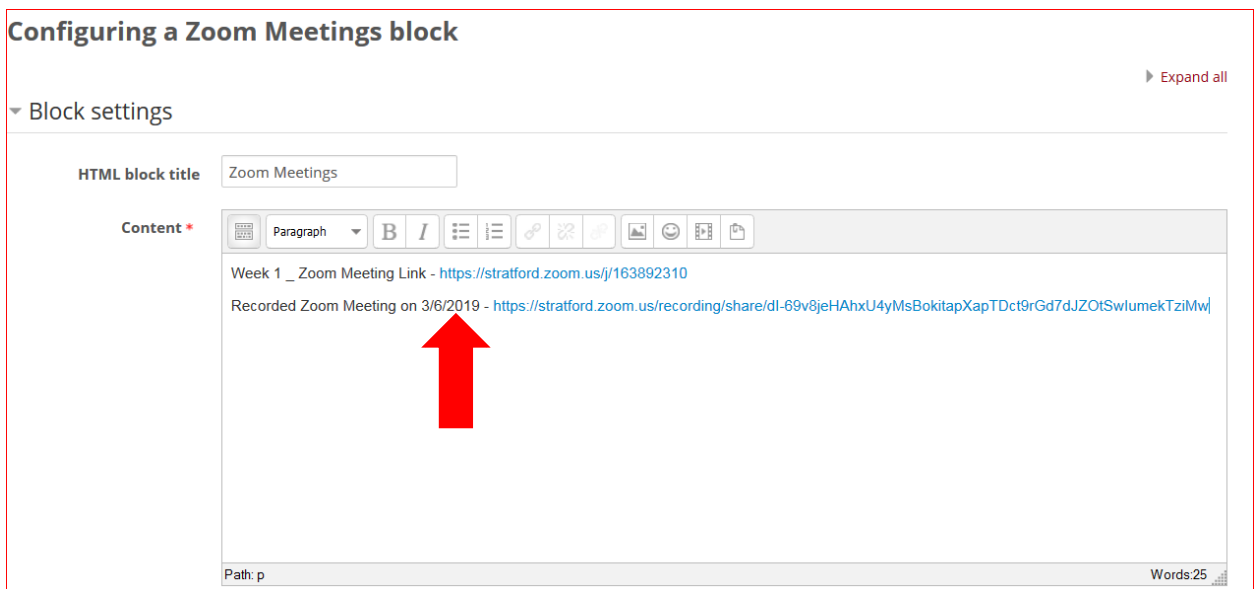 Configuring a Zoom Meetings block
Expand all
Block settings
HTML block title
Zoom Meetings
Content *
Paragraph
B
I
Week 1 _ Zoom Meeting Link - https://stratford.zoom.us/j/163892310
Recorded Zoom Meeting on 3/6/2019 - https://stratford.zoom.us/recording/share/dI-69v8jeHAhxU4yMsBokitapXapTDct9rGd7dJZOtSwIumekTziMw
Path: p
Words:25